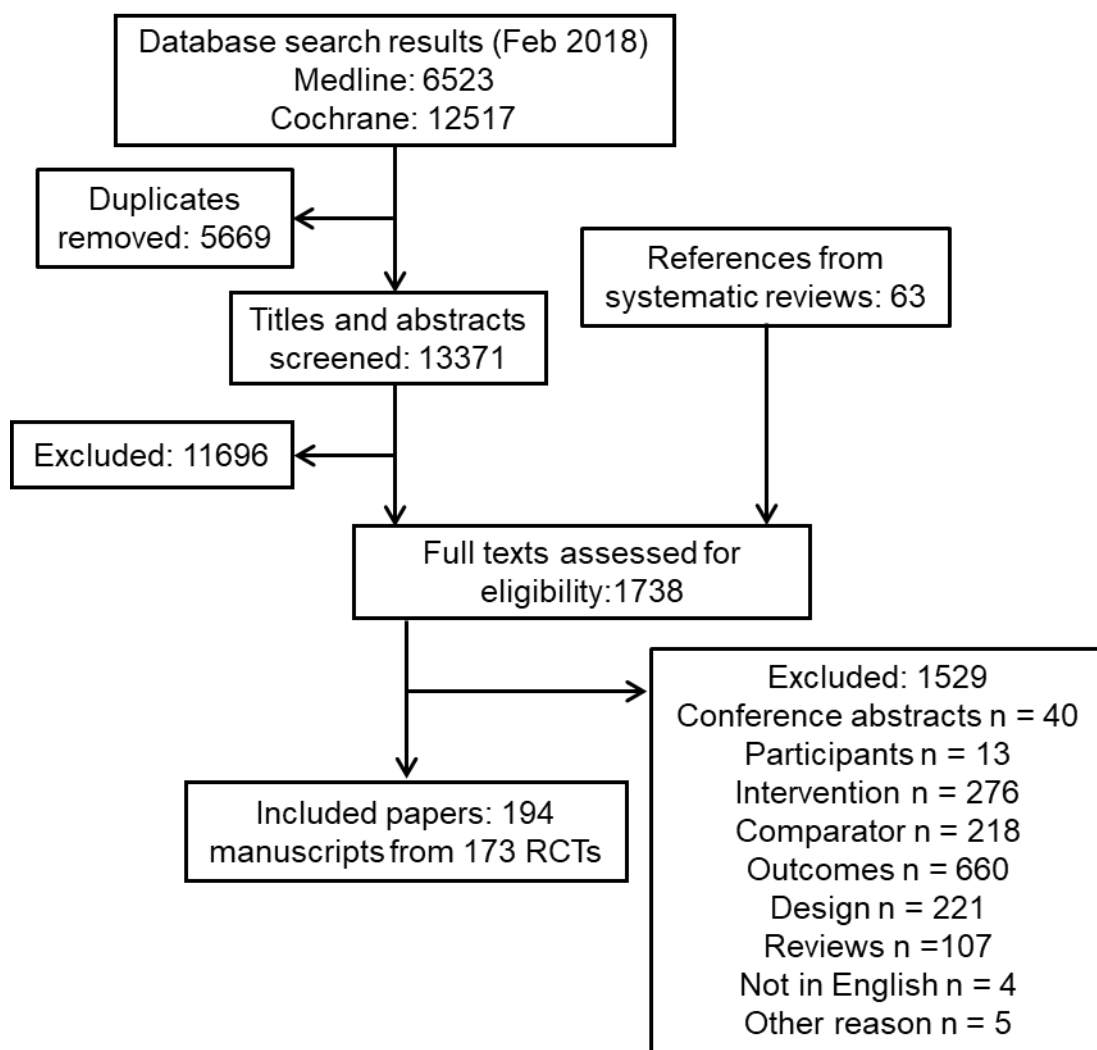 Database search results (Feb 2018)
Medline: 6523
Cochrane: 12517
Duplicates
removed: 5669
References from
systematic reviews: 63
Titles and abstracts
screened: 13371
Excluded: 11696
Full texts assessed for
eligibility:1738
Excluded: 1529
Conference abstracts n = 40
Participants n = 13
Intervention n = 276
Comparator n = 218
Outcomes n = 660
Design n = 221
Reviews n =107
Not in English n = 4
Other reason n = 5
Included papers: 194
manuscripts from 173 RCTs